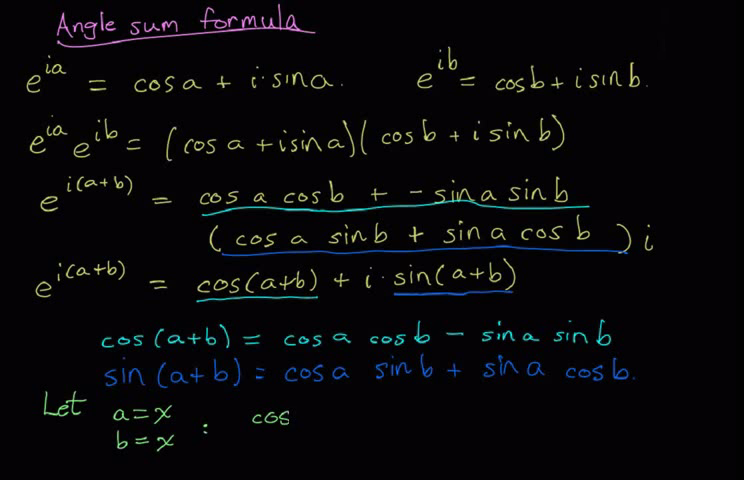 Angle sum formula
e^{ia} = cos a + i · sin a.    e^{ib} = cos b + i sin b.
e^{ia} e^{ib} = (cos a + i sin a)(cos b + i sin b)
e^{i(a+b)} = cos a cos b + - sin a sin b
(cos a sin b + sin a cos b) i
e^{i(a+b)} = cos(a+b) + i · sin(a+b)
cos (a+b) = cos a cos b - sin a sin b
sin (a+b) = cos a sin b + sin a cos b.
Let a = x : cos
b = x